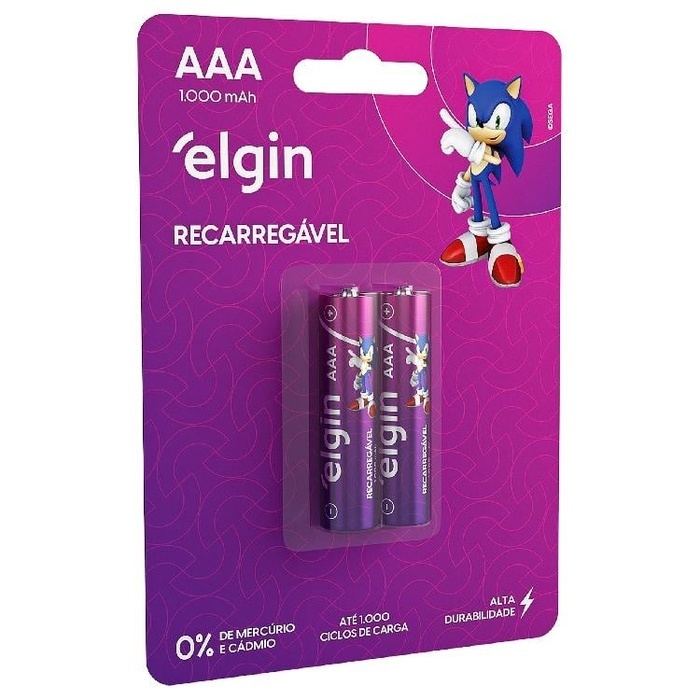 AAA
1.000 mAh
©SEGA
elgin
RECARREGÁVEL
AAA
elgin
RECARREGÁVEL
AAA
elgin
RECARREGÁVEL
0%
DE MERCÚRIO
E CÁDMIO
ATÉ 1.000
CICLOS DE CARGA
ALTA
DURABILIDADE